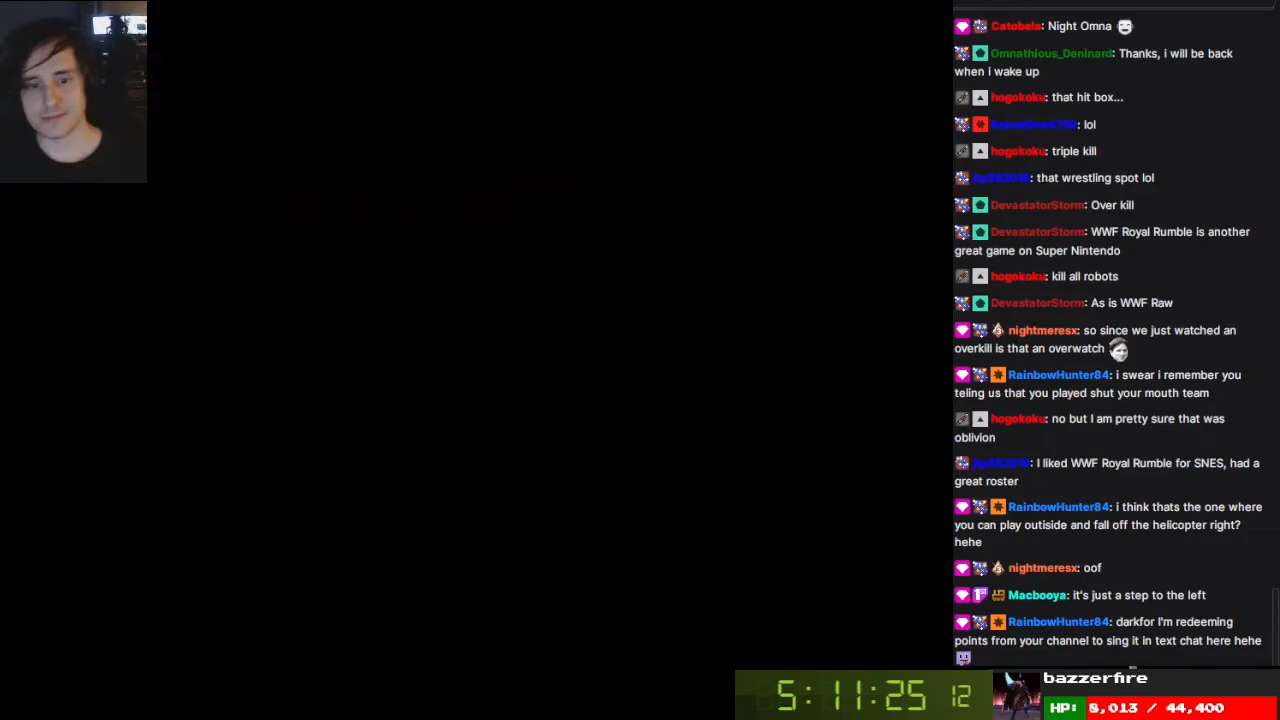 Catobela: Night Omna
Omnathious_Deninard: Thanks, i will be back
when i wake up
hogokoku: that hit box...
: lol
hogokoku: triple kill
: that wrestling spot lol
DevastatorStorm: Over kill
DevastatorStorm: WWF Royal Rumble is another
great game on Super Nintendo
hogokoku: kill all robots
DevastatorStorm: As is WWF Raw
nightmeresx: so since we just watched an
overkill is that an overwatch
RainbowHunter84: i swear i remember you
teling us that you played shut your mouth team
hogokoku: no but I am pretty sure that was
oblivion
: I liked WWF Royal Rumble for SNES, had a
great roster
RainbowHunter84: i think thats the one where
you can play outiside and fall off the helicopter right?
hehe
nightmeresx: oof
Macbooya: it's just a step to the left
RainbowHunter84: darkfor I'm redeeming
points from your channel to sing it in text chat here hehe
5:11:25 12
bazzerfire
HP: 8,013 / 44,400